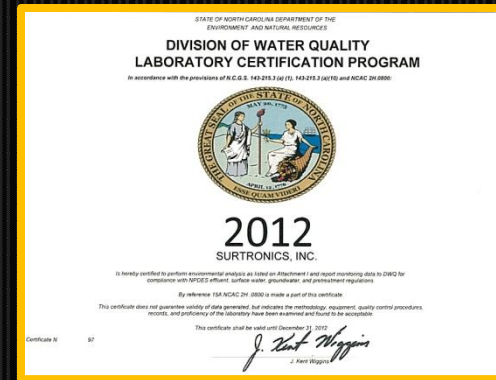 STATE OF NORTH CAROLINA DEPARTMENT OF THE
ENVIRONMENT AND NATURAL RESOURCES
DIVISION OF WATER QUALITY
LABORATORY CERTIFICATION PROGRAM
In accordance with the provisions of N.C.G.S. 143-215.3 (a) (1), 143-215.3 (a)(10) and NCAC 2H.0800:
THE GREAT SEAL OF THE STATE OF NORTH CAROLINA
MAY 20, 1775
APRIL 12, 1776
ESSE QUAM VIDERI
2012
SURTRONICS, INC.
Is hereby certified to perform environmental analysis as listed on Attachment I and report monitoring data to DWQ for
compliance with NPDES effluent, surface water, groundwater, and pretreatment regulations.
By reference 15A NCAC 2H .0800 is made a part of this certificate.
This certificate does not guarantee validity of data generated, but indicates the methodology, equipment, quality control procedures,
records, and proficiency of the laboratory have been examined and found to be acceptable.
This certificate shall be valid until December 31, 2012
Certificate N 97
J. Kent Wiggins
J. Kent Wiggins